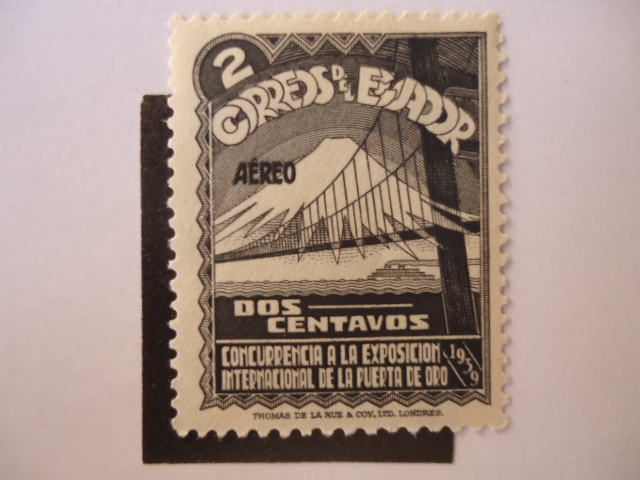 2
CORREOS DEL ECUADOR
AÉREO
DOS
CENTAVOS
CONCURRENCIA A LA EXPOSICION
INTERNACIONAL DE LA PUERTA DE ORO
1939
THOMAS DE LA RUE & COY., LTD. LONDRES.